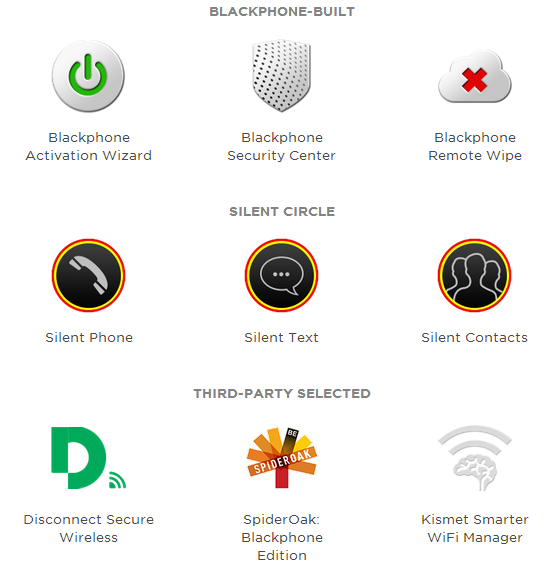 BLACKPHONE-BUILT
Blackphone
Activation Wizard
Blackphone
Security Center
Blackphone
Remote Wipe
SILENT CIRCLE
Silent Phone
Silent Text
Silent Contacts
THIRD-PARTY SELECTED
BE
SPIDEROAK
Disconnect Secure
Wireless
SpiderOak:
Blackphone
Edition
Kismet Smarter
WiFi Manager